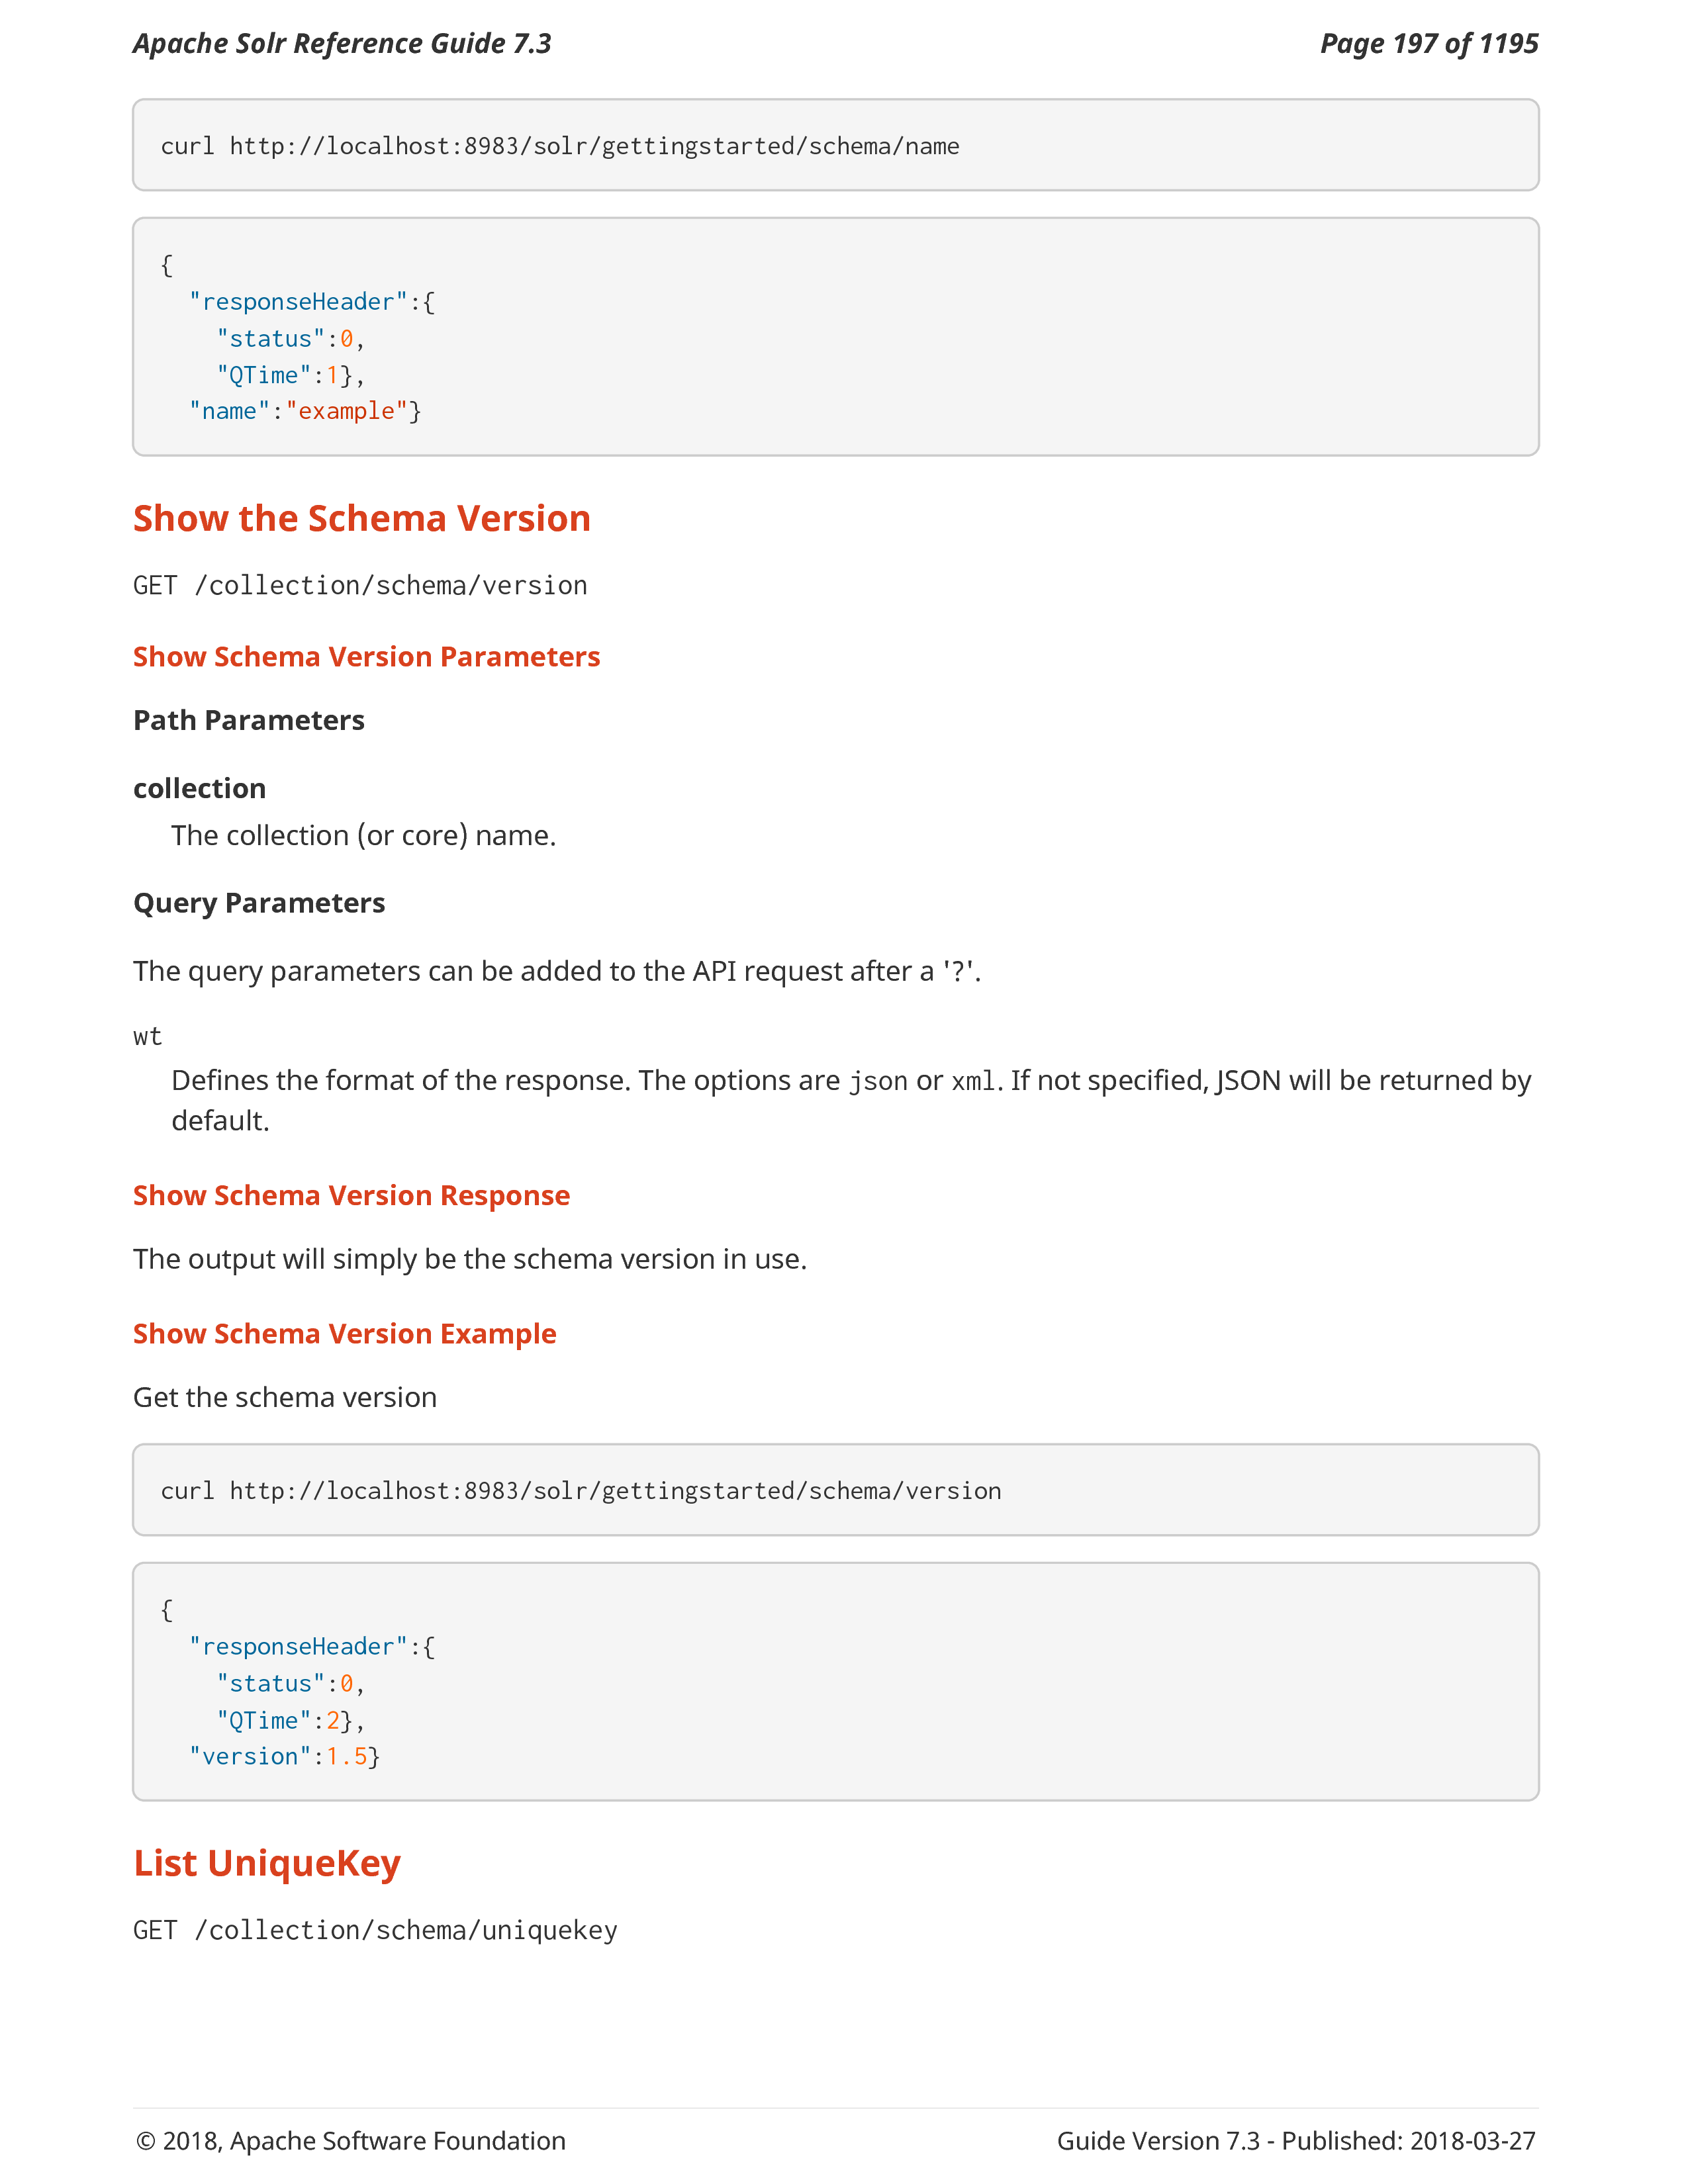 Apache Solr Reference Guide 7.3
Page 197 of 1195
curl http://localhost:8983/solr/gettingstarted/schema/name
{
  "responseHeader":{
    "status":0,
    "QTime":1},
  "name":"example"}
Show the Schema Version
GET /collection/schema/version
Show Schema Version Parameters
Path Parameters
collection
The collection (or core) name.
Query Parameters
The query parameters can be added to the API request after a '?'.
wt
Defines the format of the response. The options are json or xml. If not specified, JSON will be returned by
default.
Show Schema Version Response
The output will simply be the schema version in use.
Show Schema Version Example
Get the schema version
curl http://localhost:8983/solr/gettingstarted/schema/version
{
  "responseHeader":{
    "status":0,
    "QTime":2},
  "version":1.5}
List UniqueKey
GET /collection/schema/uniquekey
© 2018, Apache Software Foundation
Guide Version 7.3 - Published: 2018-03-27